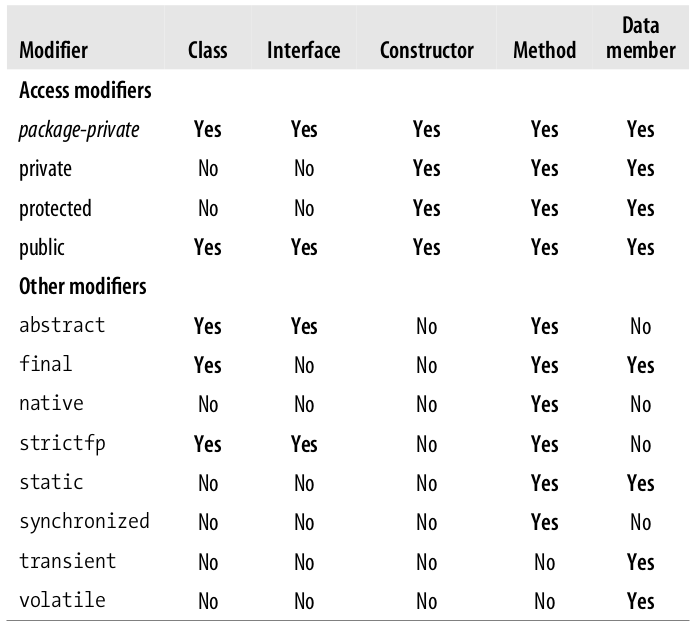 Modifier Class Interface Constructor Method Data member
Access modifiers
package-private Yes Yes Yes Yes Yes
private No No Yes Yes Yes
protected No No Yes Yes Yes
public Yes Yes Yes Yes Yes
Other modifiers
abstract Yes Yes No Yes No
final Yes No No Yes Yes
native No No No Yes No
strictfp Yes Yes No Yes No
static No No No Yes Yes
synchronized No No No Yes No
transient No No No No Yes
volatile No No No No Yes